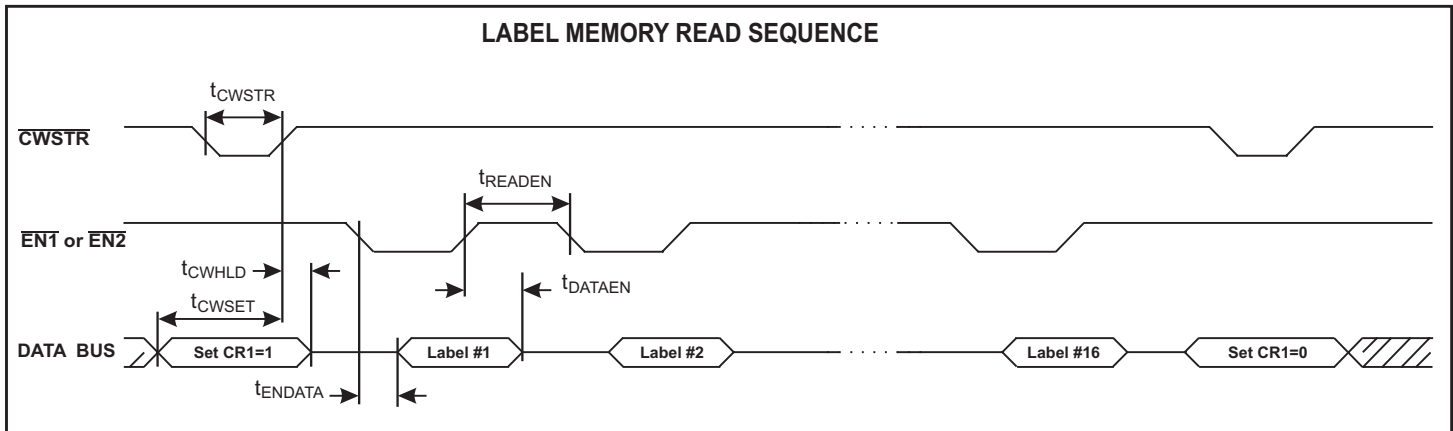 LABEL MEMORY READ SEQUENCE
tCWSTR
CWSTR
tREADEN
EN1 or EN2
tCWHLD
tDATAEN
tCWSET
DATA BUS Set CR1=1 Label #1 Label #2 Label #16 Set CR1=0
tENDATA